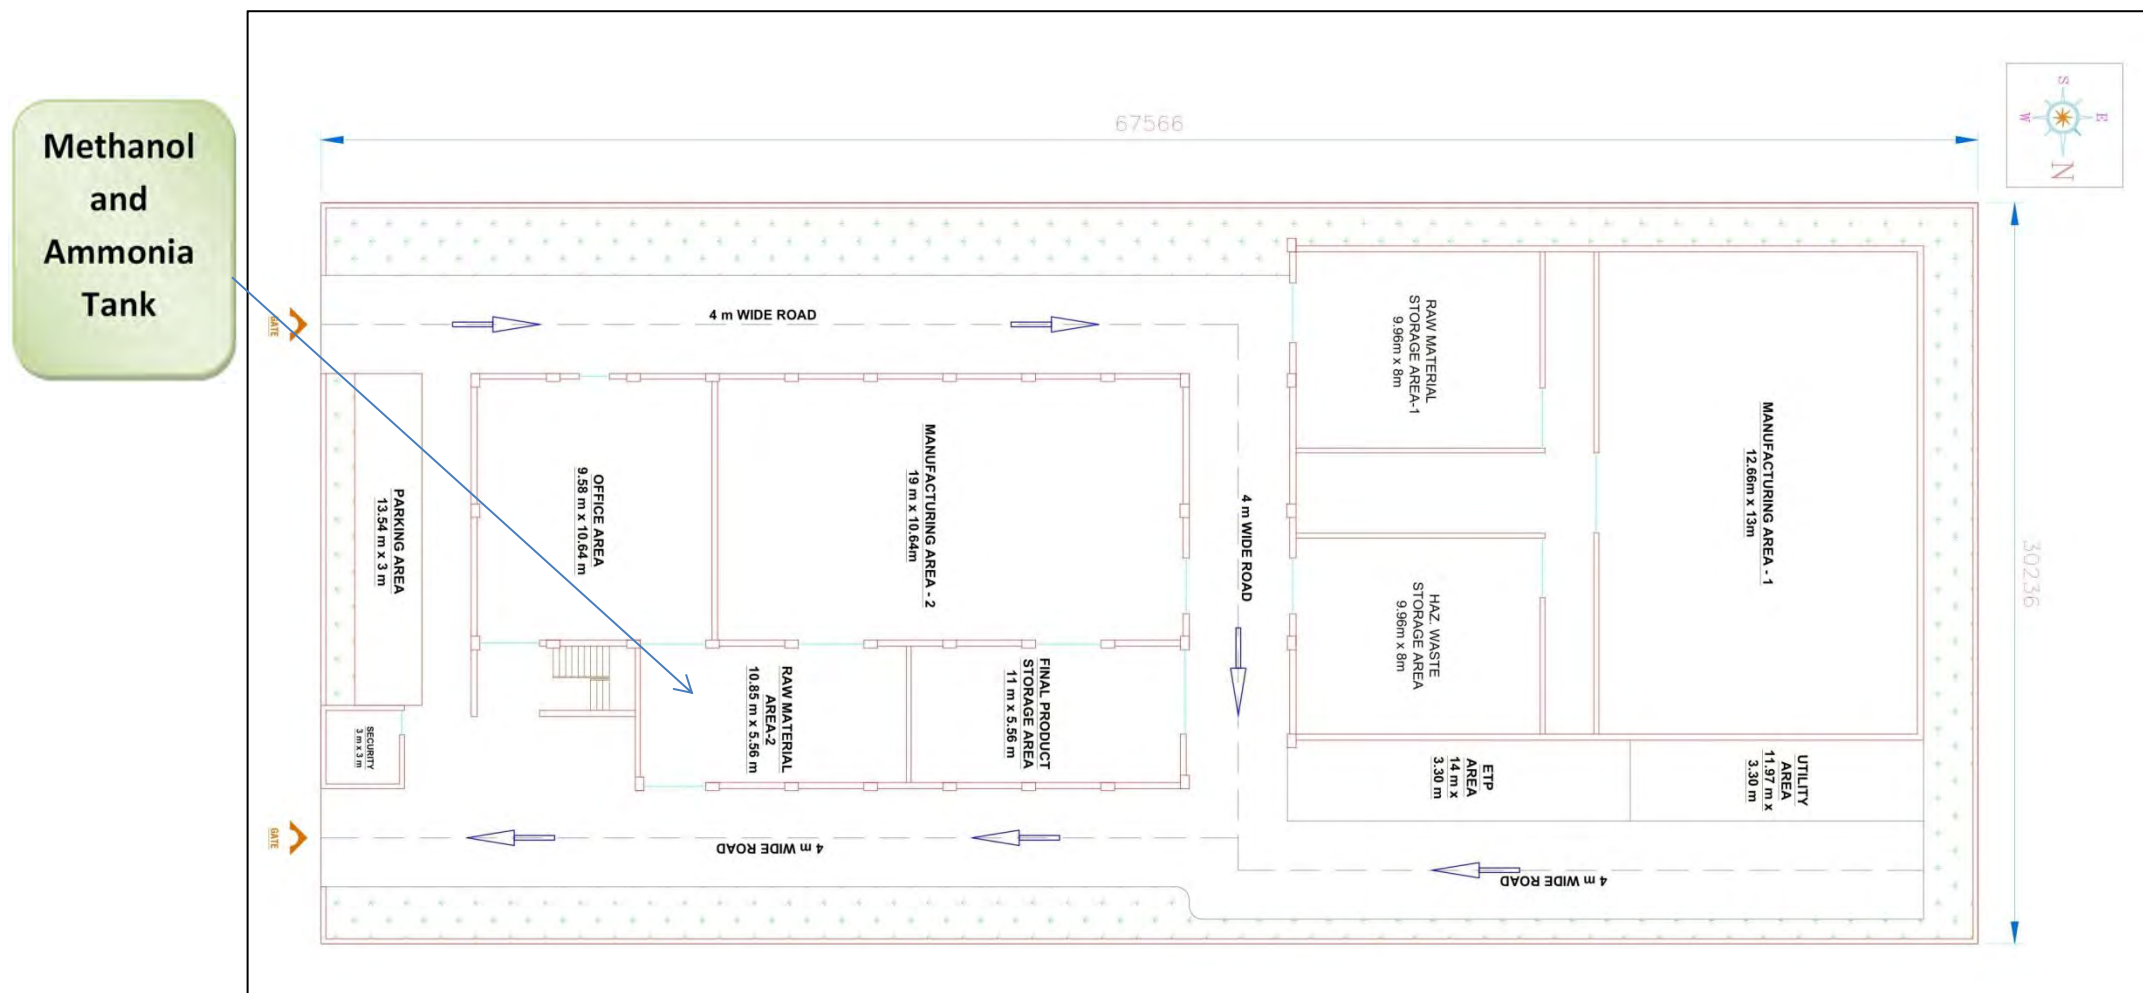 Methanol
and
Ammonia
Tank
67566
S
E
W
N
30236
GATE
4 m WIDE ROAD
RAW MATERIAL
STORAGE AREA-1
9.96m x 8m
MANUFACTURING AREA - 1
12.66m x 13m
MANUFACTURING AREA - 2
19 m x 10.64m
OFFICE AREA
9.58 m x 10.64 m
PARKING AREA
13.54 m x 3 m
4 m WIDE ROAD
HAZ. WASTE
STORAGE AREA
9.96m x 8m
RAW MATERIAL
AREA-2
10.85 m x 5.56 m
FINAL PRODUCT
STORAGE AREA
11 m x 5.56 m
SECURITY
3 m x 3 m
ETP
AREA
14 m x
3.30 m
UTILITY
AREA
11.97 m x
3.30 m
GATE
4 m WIDE ROAD
4 m WIDE ROAD